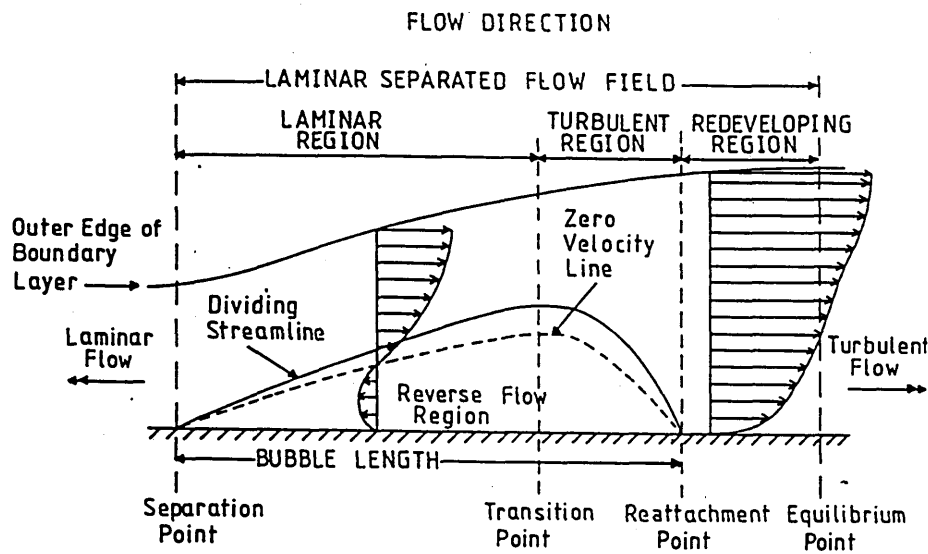 FLOW DIRECTION
LAMINAR SEPARATED FLOW FIELD
LAMINAR
REGION
TURBULENT
REGION
REDEVELOPING
REGION
Outer Edge of
Boundary
Layer
Zero
Velocity
Line
Dividing
Streamline
Laminar
Flow
Turbulent
Flow
Reverse Flow
Region
BUBBLE LENGTH
Separation
Point
Transition
Point
Reattachment
Point
Equilibrium
Point